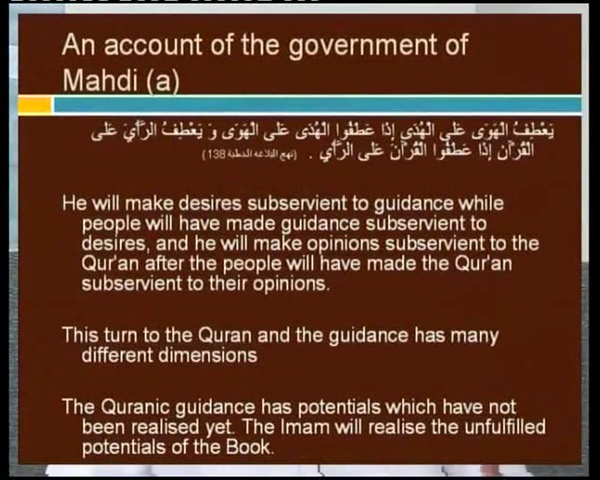 An account of the government of
Mahdi (a)
يَعْطِفُ الْهَوَى عَلَى الْهُدَى إِذَا عَطَفُوا الْهُدَى عَلَى الْهَوَى وَ يَعْطِفُ الرَّأْيَ عَلَى
الْقُرْآنِ إِذَا عَطَفُوا الْقُرْآنَ عَلَى الرَّأْيِ . (نهج البلاغه الخطبة 138)
He will make desires subservient to guidance while
people will have made guidance subservient to
desires, and he will make opinions subservient to the
Qur'an after the people will have made the Qur'an
subservient to their opinions.
This turn to the Quran and the guidance has many
different dimensions
The Quranic guidance has potentials which have not
been realised yet. The Imam will realise the unfulfilled
potentials of the Book.